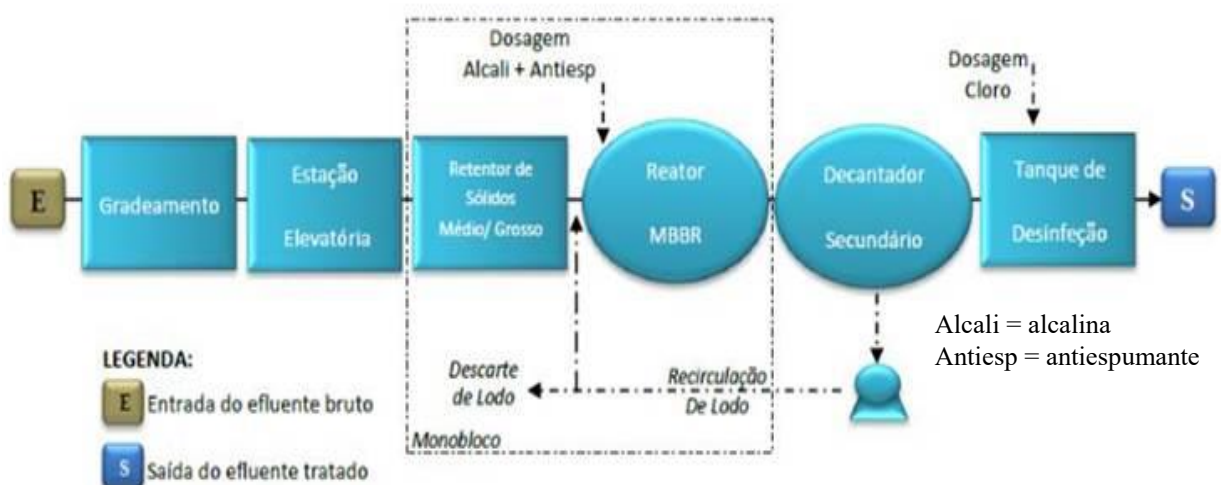 Dosagem
Alcali + Antiesp
Dosagem
Cloro
E
Gradeamento
Estação
Elevatória
Retentor de
Sólidos
Médio/ Grosso
Reator
MBBR
Decantador
Secundário
Tanque de
Desinfeção
S
Alcali = alcalina
Antiesp = antiespumante
LEGENDA:
E Entrada do efluente bruto
S Saída do efluente tratado
Descarte
de Lodo
Recirculação
De Lodo
Monobloco